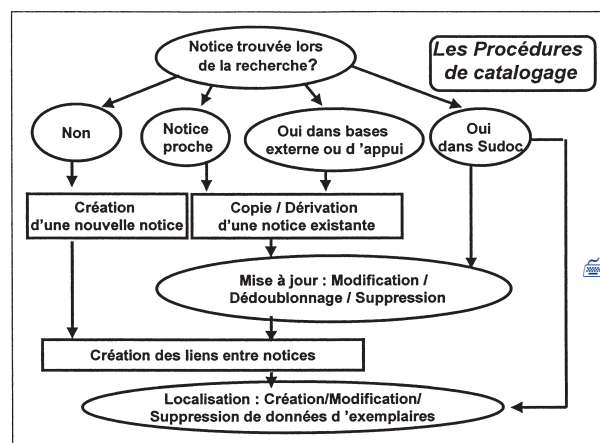 Notice trouvée lors
de la recherche?
Les Procédures
de catalogage
Non
Notice
proche
Oui dans bases
externe ou d 'appui
Oui
dans Sudoc
Création
d'une nouvelle notice
Copie / Dérivation
d'une notice existante
Mise à jour : Modification /
Dédoublonnage / Suppression
Création des liens entre notices
Localisation : Création/Modification/
Suppression de données d 'exemplaires